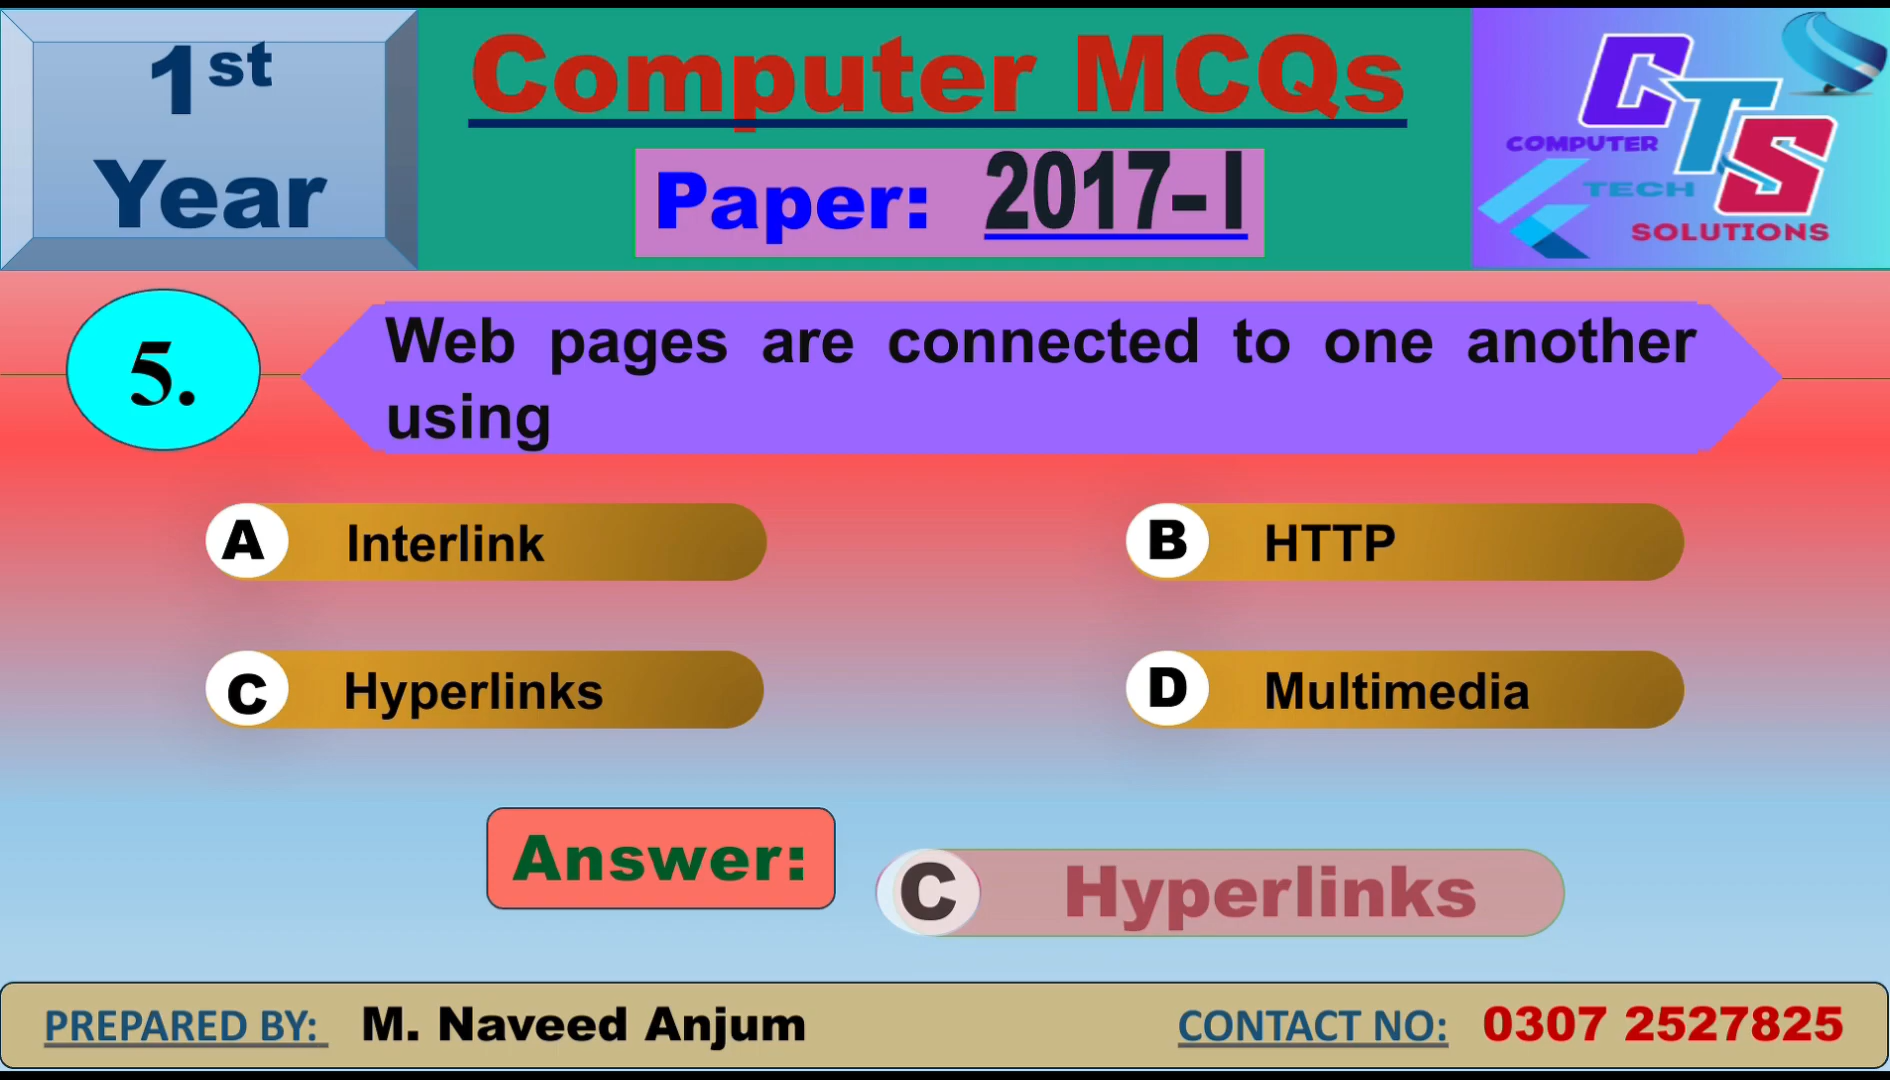 1st
Year
Computer MCQs
Paper: 2017-I
CTS
COMPUTER
TECH
SOLUTIONS
5.
Web pages are connected to one another
using
A Interlink
B HTTP
C Hyperlinks
D Multimedia
Answer:
C Hyperlinks
PREPARED BY: M. Naveed Anjum
CONTACT NO: 0307 2527825